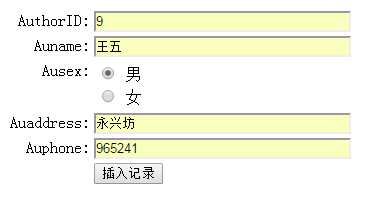 AuthorID: 9
Auname: 王五
Ausex: 男
女
Auaddress: 永兴坊
Auphone: 965241
插入记录